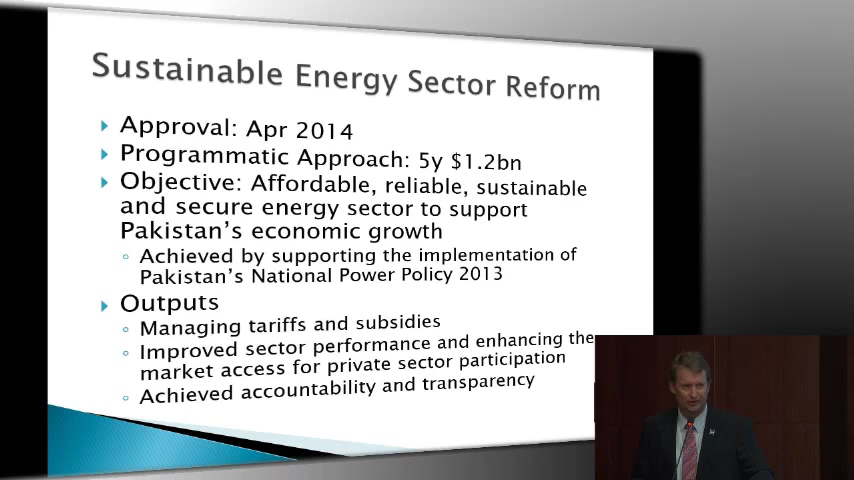 Sustainable Energy Sector Reform
Approval: Apr 2014
Programmatic Approach: 5y $1.2bn
Objective: Affordable, reliable, sustainable
and secure energy sector to support
Pakistan's economic growth
Achieved by supporting the implementation of
Pakistan's National Power Policy 2013
Outputs
Managing tariffs and subsidies
Improved sector performance and enhancing the
market access for private sector participation
Achieved accountability and transparency